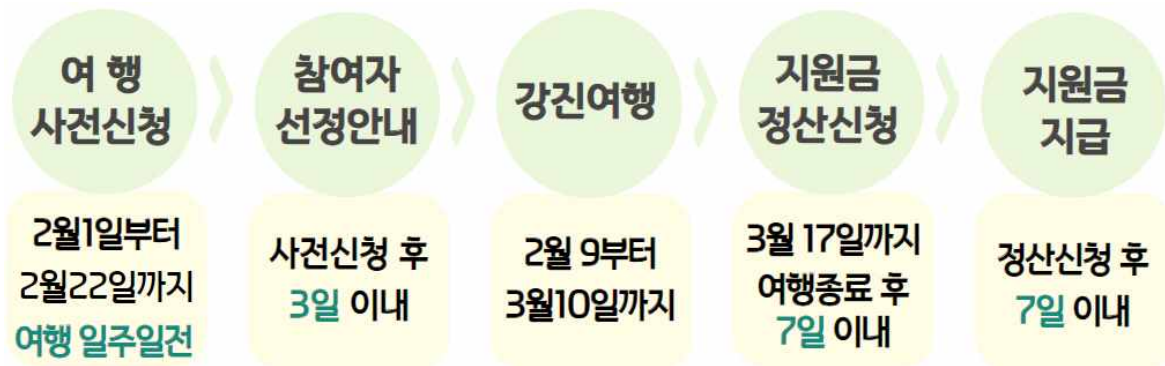 여 행
사전신청
참여자
선정안내
강진여행
지원금
정산신청
지원금
지급
2월1일부터
2월22일까지
여행 일주일전
사전신청 후
3일 이내
2월 9부터
3월10일까지
3월 17일까지
여행종료 후
7일 이내
정산신청 후
7일 이내